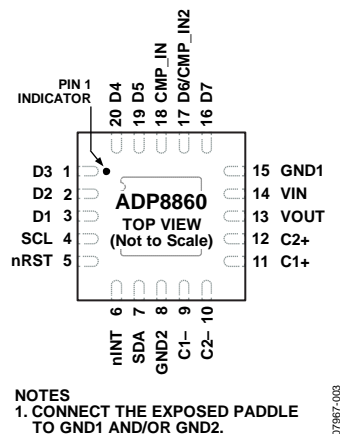 PIN 1
INDICATOR
20 D4
19 D5
18 CMP_IN
17 D6/CMP_IN2
16 D7
D3 1
D2 2
D1 3
SCL 4
nRST 5
ADP8860
TOP VIEW
(Not to Scale)
15 GND1
14 VIN
13 VOUT
12 C2+
11 C1+
nINT 6
SDA 7
GND2 8
C1– 9
C2– 10
NOTES
1. CONNECT THE EXPOSED PADDLE
TO GND1 AND/OR GND2.
07967-003